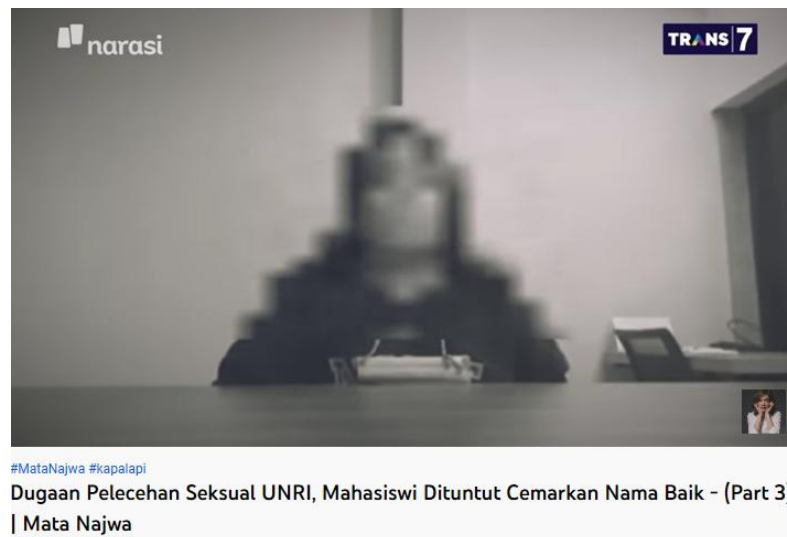 narasi
TRANS 7
#MataNajwa #kapalapi
Dugaan Pelecehan Seksual UNRI, Mahasiswi Dituntut Cemarkan Nama Baik - (Part 3)
| Mata Najwa